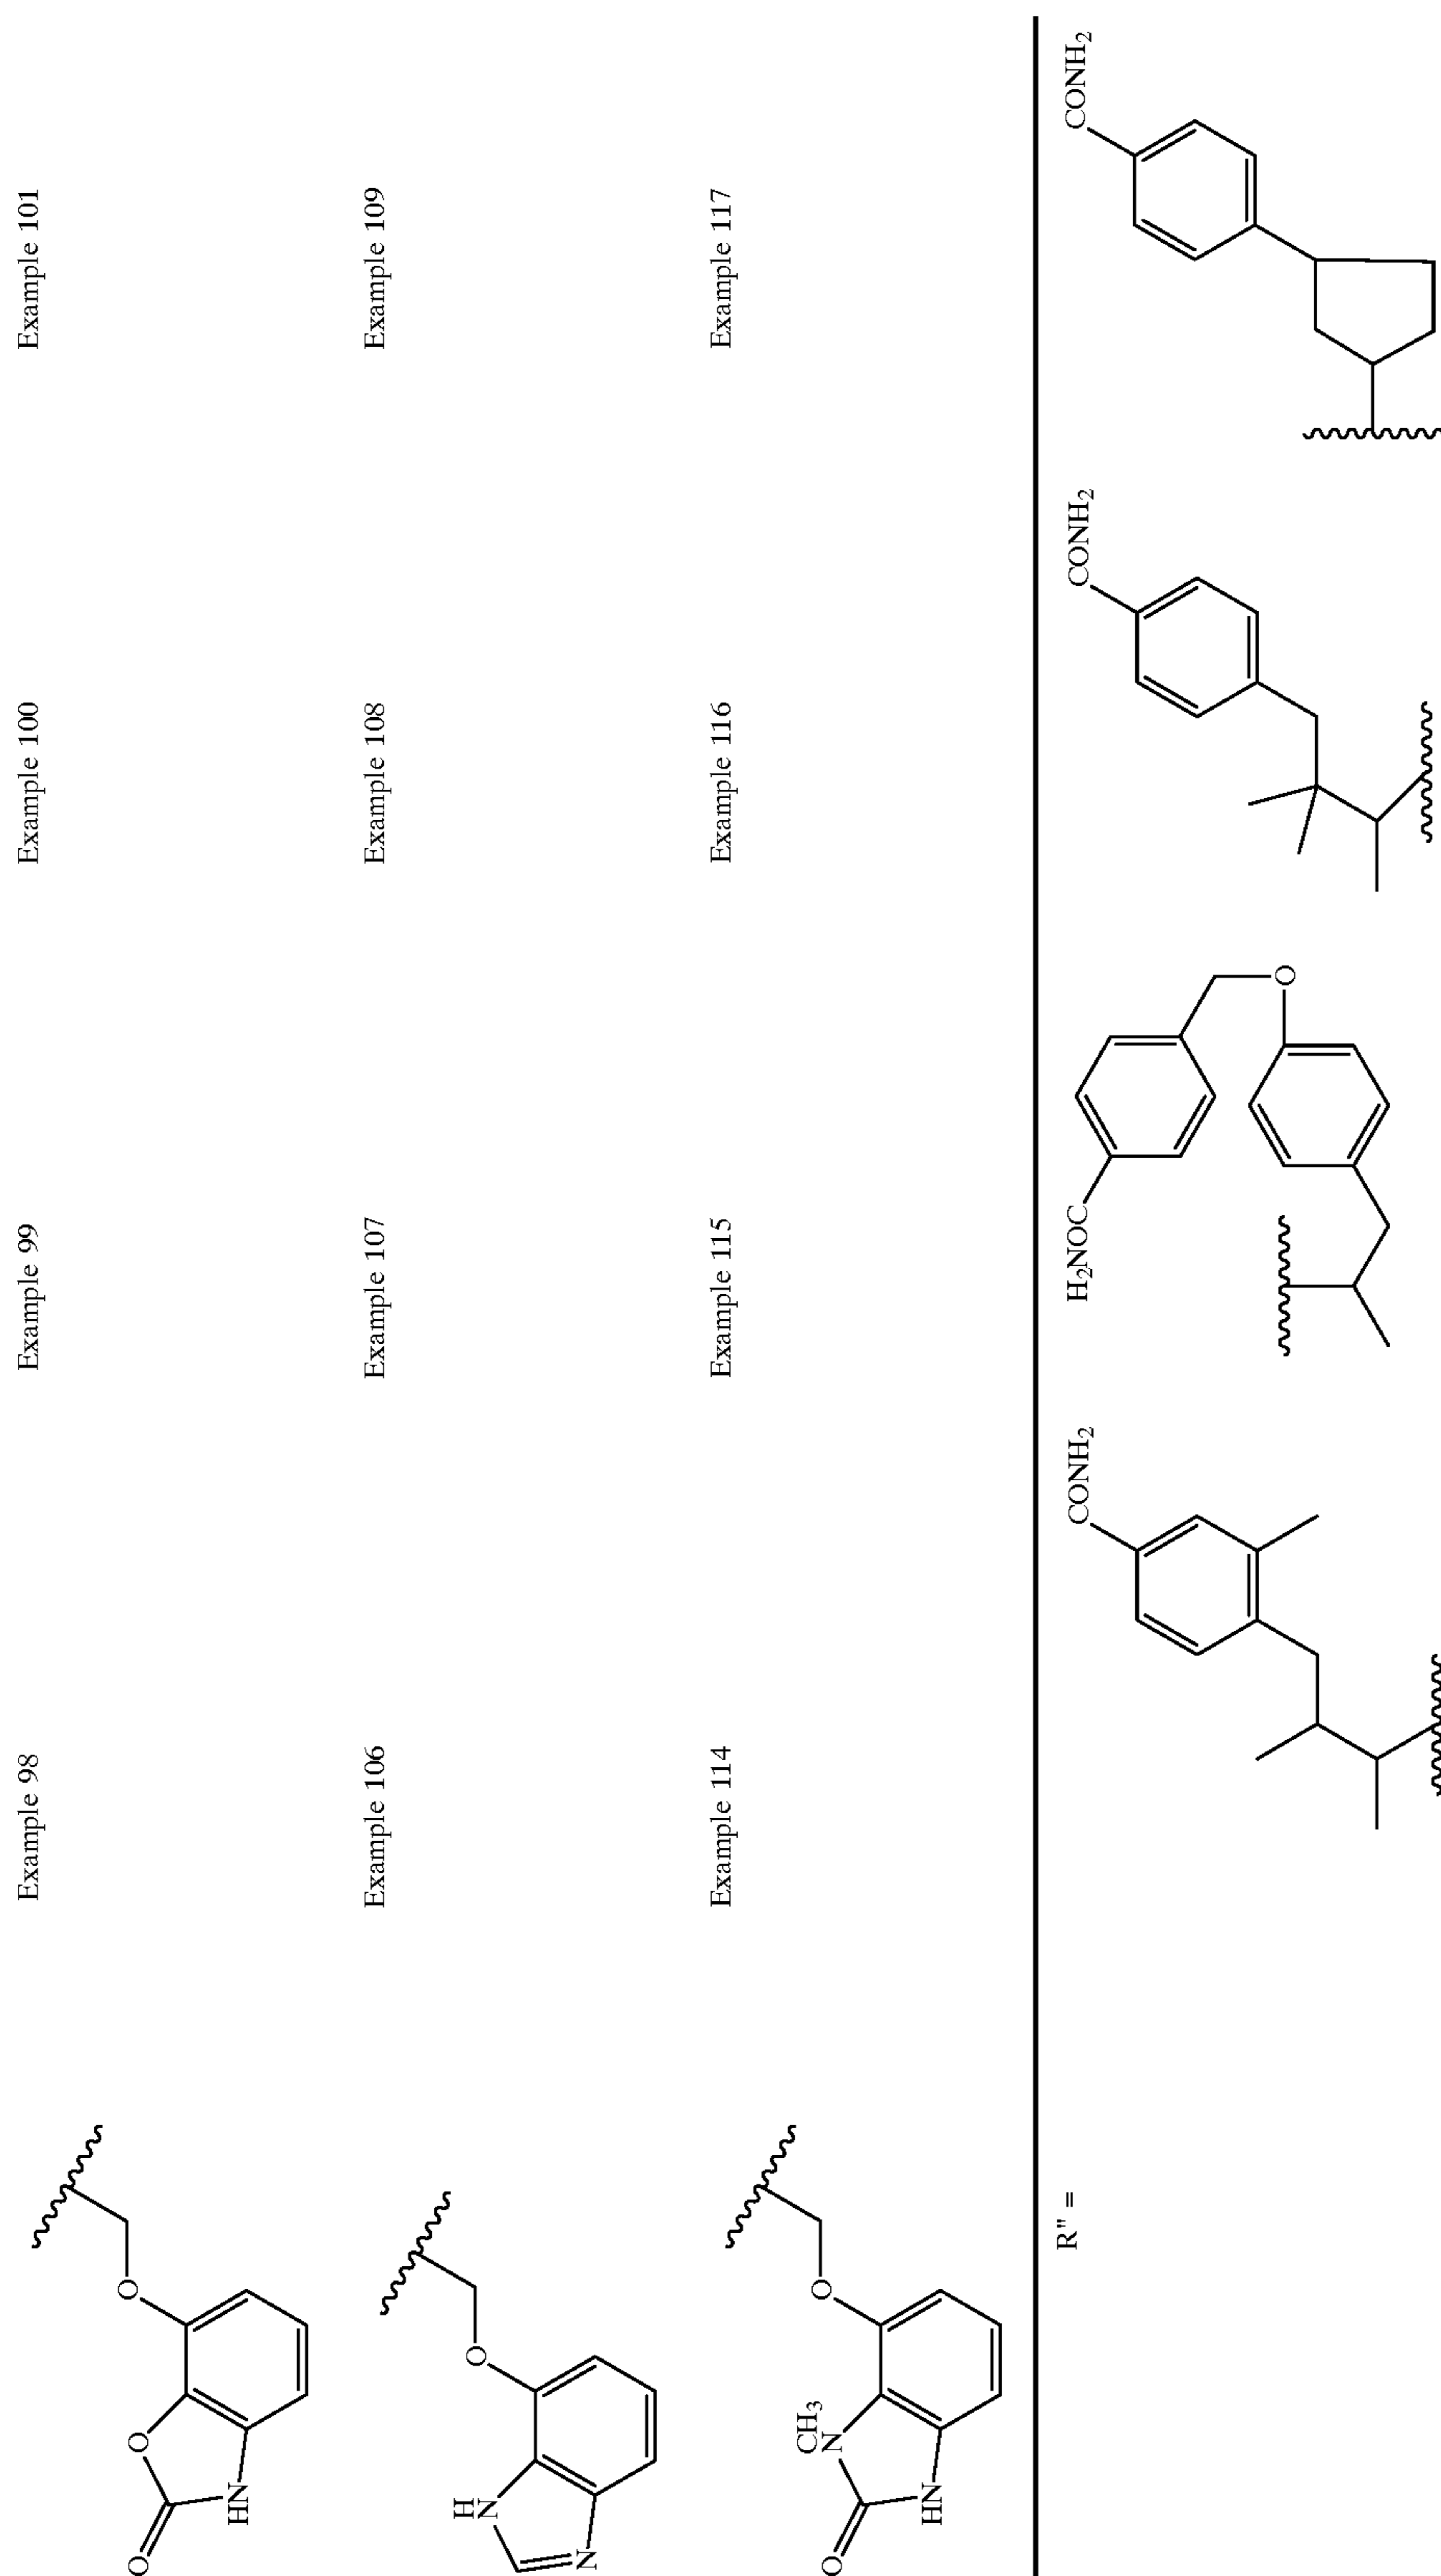 Example 98 Example 99 Example 100 Example 101
O
O
O
HN
Example 106 Example 107 Example 108 Example 109
H
N
O
N
Example 114 Example 115 Example 116 Example 117
CH3
N
O
O
HN
R" =
CONH2
H2NOC
O
CONH2
CONH2